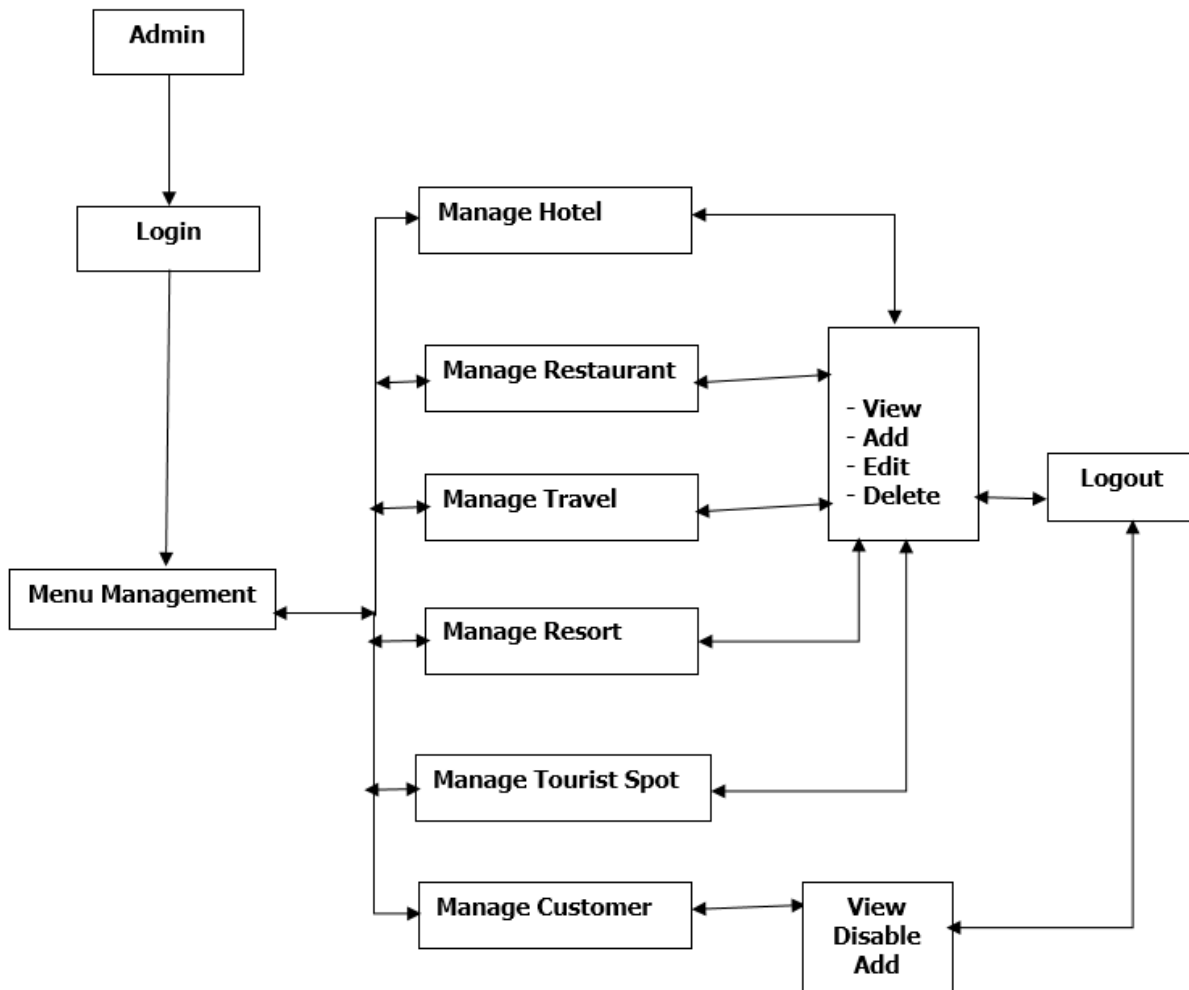 Admin
Login
Menu Management
Manage Hotel
Manage Restaurant
Manage Travel
Manage Resort
Manage Tourist Spot
Manage Customer
- View
- Add
- Edit
- Delete
Logout
View
Disable
Add